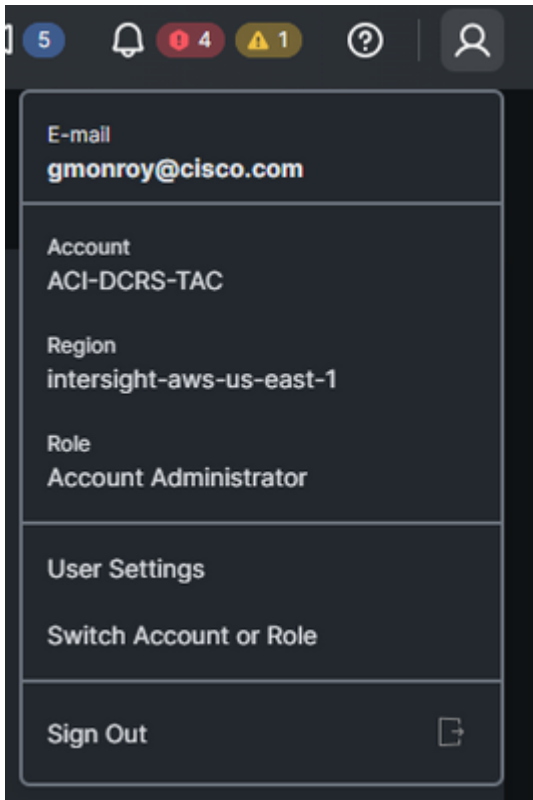 5 4 1
E-mail
gmonroy@cisco.com
Account
ACI-DCRS-TAC
Region
intersight-aws-us-east-1
Role
Account Administrator
User Settings
Switch Account or Role
Sign Out